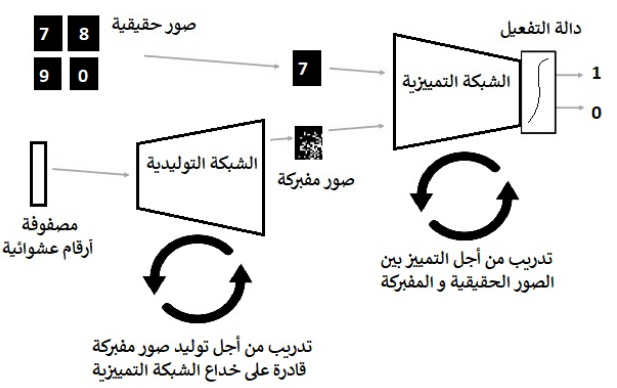 صور حقيقية
7 8
9 0
7
دالة التفعيل
الشبكة التمييزية
1
0
الشبكة التوليدية
صور مفبركة
مصفوفة
أرقام عشوائية
تدريب من أجل التمييز بين
الصور الحقيقية و المفبركة
تدريب من أجل توليد صور مفبركة
قادرة على خداع الشبكة التمييزية